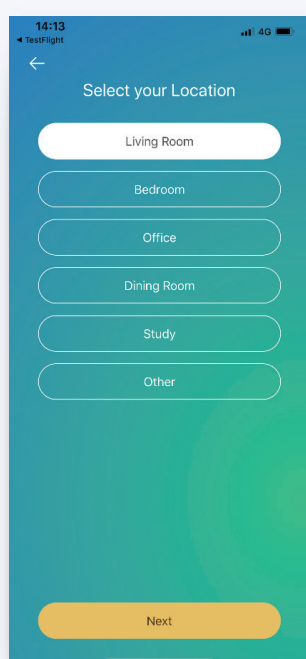 14:13
4G
◀ TestFlight
Select your Location
Living Room
Bedroom
Office
Dining Room
Study
Other
Next